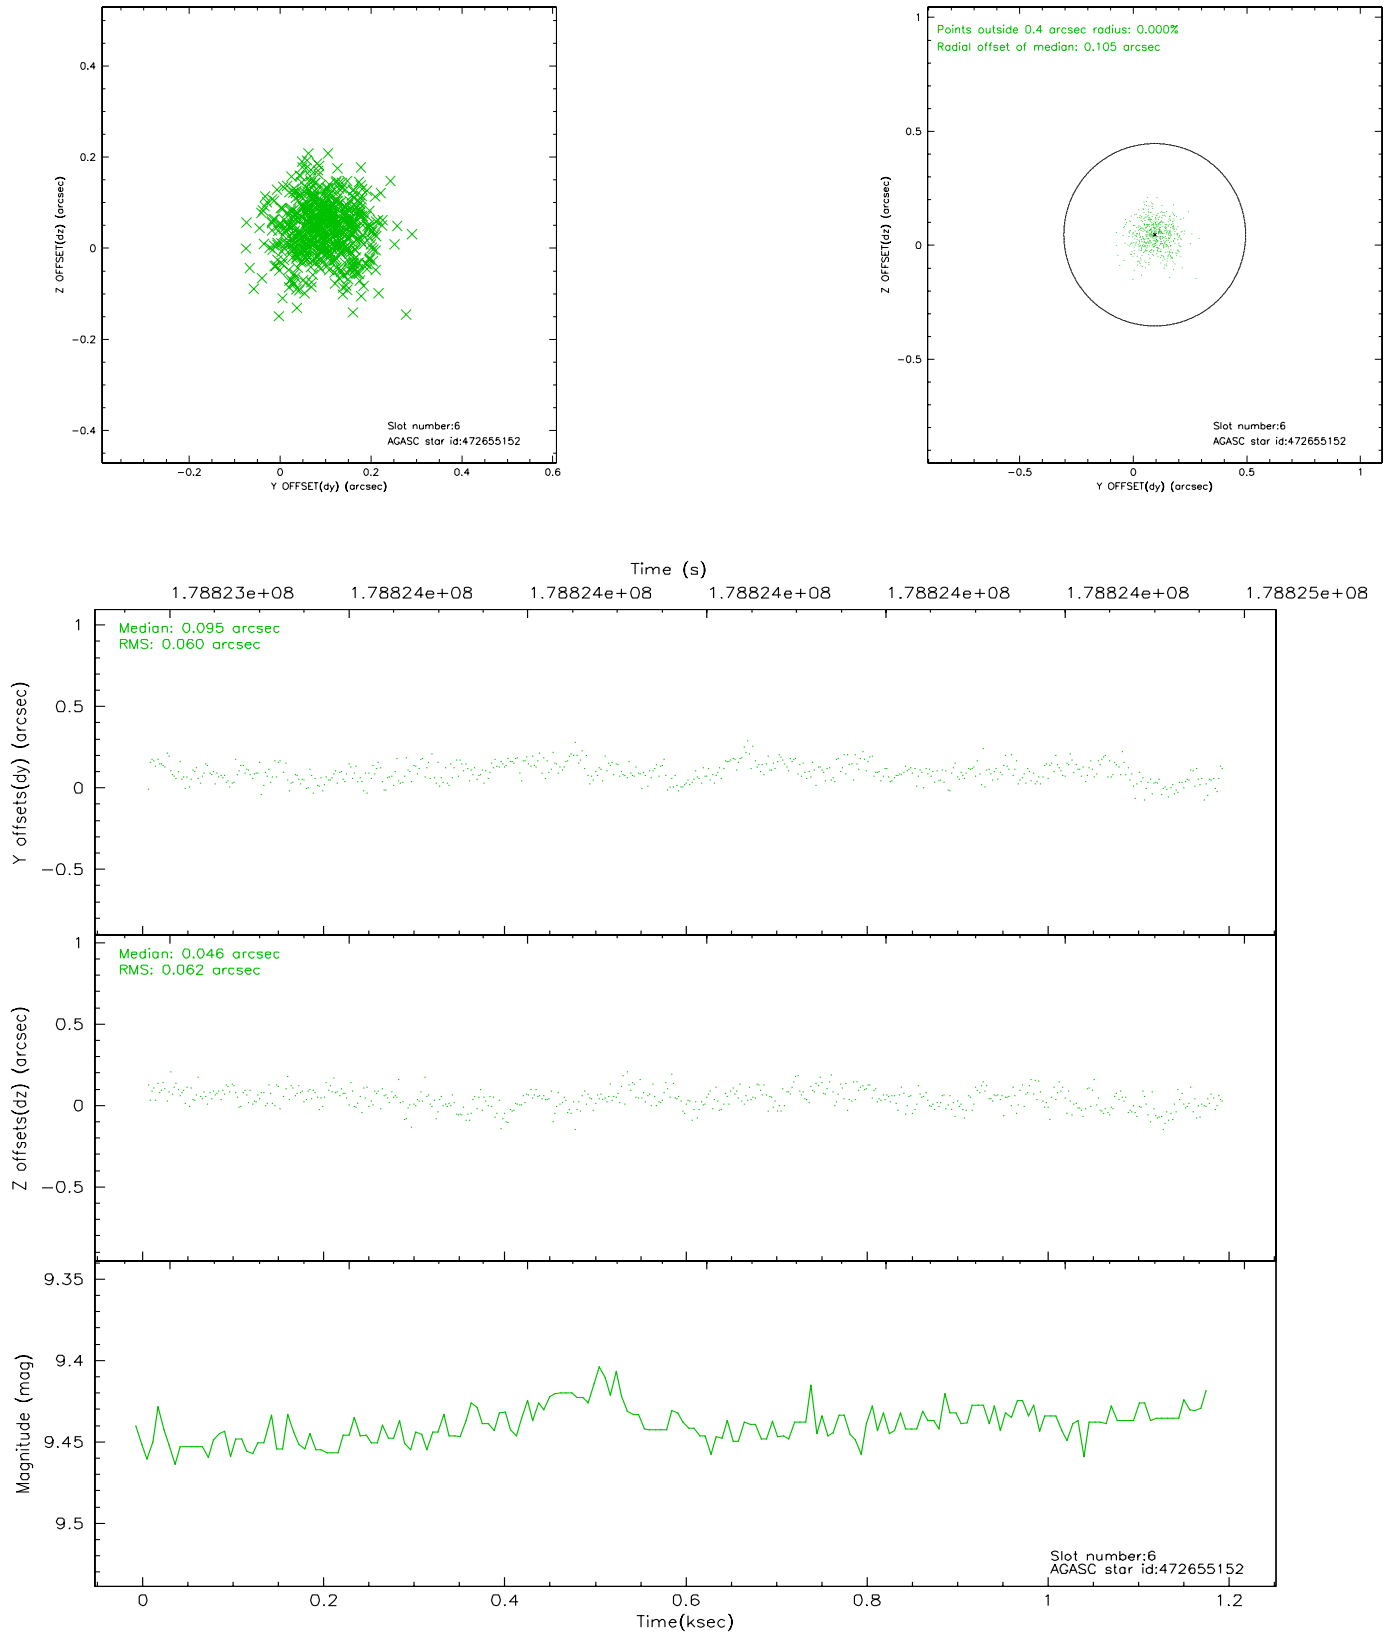 0.4
0.2
0
−0.2
−0.4
Z OFFSET(dz) (arcsec)
Slot number:6
AGASC star id:472655152
−0.2 0 0.2 0.4 0.6
Y OFFSET(dy) (arcsec)
Points outside 0.4 arcsec radius: 0.000%
Radial offset of median: 0.105 arcsec
1
0.5
0
−0.5
Z OFFSET(dz) (arcsec)
Slot number:6
AGASC star id:472655152
−0.5 0 0.5 1
Y OFFSET(dy) (arcsec)
Time (s)
1.78823e+08 1.78824e+08 1.78824e+08 1.78824e+08 1.78824e+08 1.78824e+08 1.78825e+08
Median: 0.095 arcsec
RMS: 0.060 arcsec
1
0.5
0
−0.5
Y offsets(dy) (arcsec)
Median: 0.046 arcsec
RMS: 0.062 arcsec
1
0.5
0
−0.5
Z offsets(dz) (arcsec)
9.35
9.4
9.45
9.5
Magnitude (mag)
Slot number:6
AGASC star id:472655152
0 0.2 0.4 0.6 0.8 1 1.2
Time(ksec)